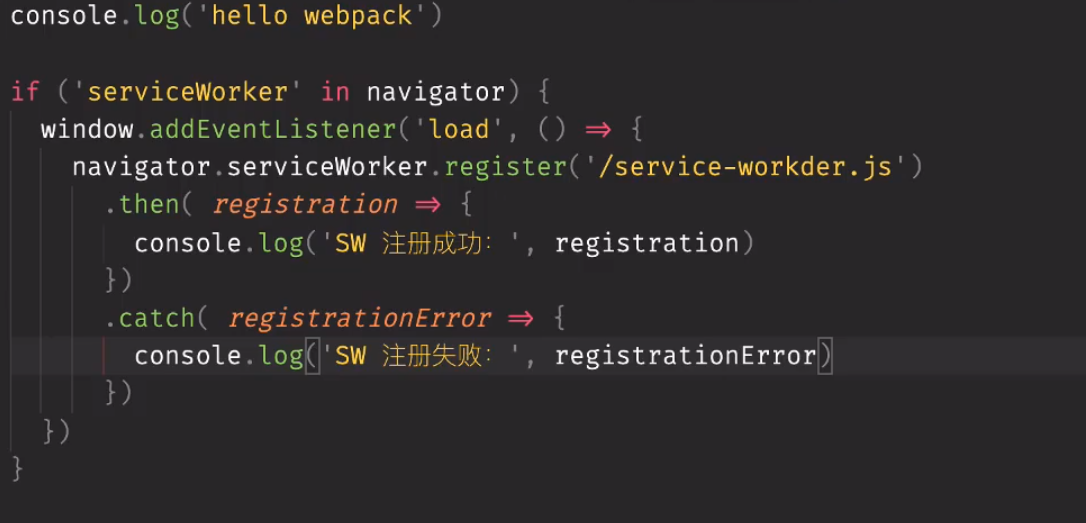 console.log('hello webpack')
if ('serviceWorker' in navigator) {
window.addEventListener('load', () => {
navigator.serviceWorker.register('/service-workder.js')
.then( registration => {
console.log('SW 注册成功: ', registration)
})
.catch( registrationError => {
console.log('SW 注册失败: ', registrationError)
})
})
}